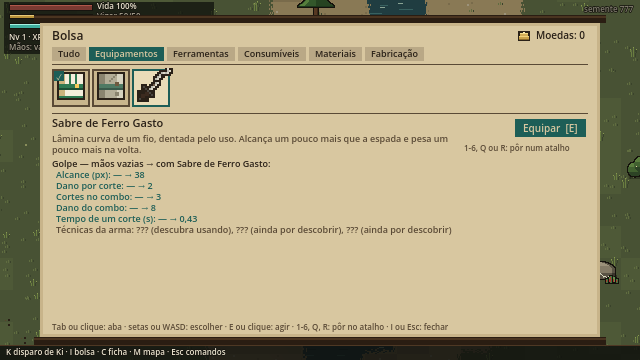 Vida 100%
semente 777
Ny 1 · XP
Mãos: va
Bolsa
Moedas: 0
Tudo
Equipamentos
Ferramentas
Consumíveis
Materiais
Fabricação
Sabre de Ferro Gasto
Equipar [E]
Lâmina curva de um fio, dentada pelo uso. Alcança um pouco mais que a espada e pesa um
pouco mais na volta.
1-6, Q ou R: pôr num atalho
Golpe — mãos vazias → com Sabre de Ferro Gasto:
Alcance (px): — → 38
Dano por corte: — → 2
Cortes no combo: — → 3
Dano do combo: — → 8
Tempo de um corte (s): — → 0,43
Técnicas da arma: ??? (descubra usando), ??? (ainda por descobrir), ??? (ainda por descobrir)
Tab ou clique: aba · setas ou WASD: escolher · E ou clique: agir · 1-6, Q, R: pôr no atalho · I ou Esc: fechar
K disparo de Ki · I bolsa · C ficha · M mapa · Esc comandos